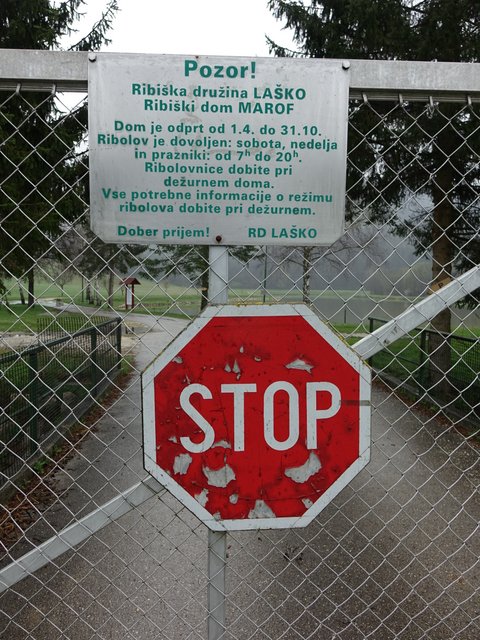 Pozor!
Ribiška družina LAŠKO
Ribiški dom MAROF
Dom je odprt od 1.4. do 31.10.
Ribolov je dovoljen: sobota, nedelja
in prazniki: od 7h do 20h.
Ribolovnice dobite pri
dežurnem doma.
Vse potrebne informacije o režimu
ribolova dobite pri dežurnem.
Dober prijem! RD LAŠKO
STOP